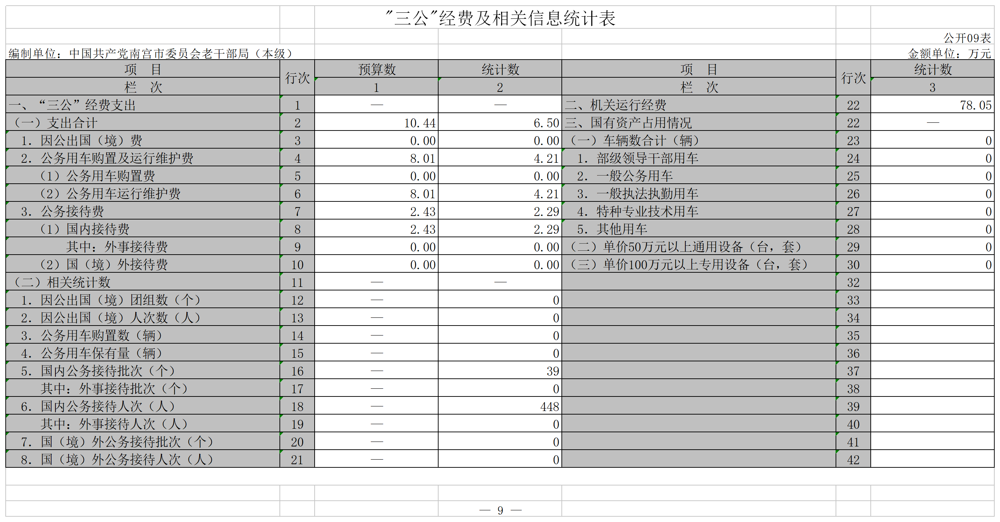 "三公"经费及相关信息统计表
公开09表
编制单位：中国共产党南宫市委员会老干部局（本级） 金额单位：万元
项 目 行次 预算数 统计数 项 目 行次 统计数
栏 次 1 2 栏 次 3
一、“三公”经费支出 1 — — 二、机关运行经费 22 78.05
（一）支出合计 2 10.44 6.50 三、国有资产占用情况 22 —
1．因公出国（境）费 3 0.00 0.00 （一）车辆数合计（辆） 23 0
2．公务用车购置及运行维护费 4 8.01 4.21 1．部级领导干部用车 24 0
（1）公务用车购置费 5 0.00 0.00 2．一般公务用车 25 0
（2）公务用车运行维护费 6 8.01 4.21 3．一般执法执勤用车 26 0
3．公务接待费 7 2.43 2.29 4．特种专业技术用车 27 0
（1）国内接待费 8 2.43 2.29 5．其他用车 28 0
其中：外事接待费 9 0.00 0.00 （二）单价50万元以上通用设备（台，套） 29 0
（2）国（境）外接待费 10 0.00 0.00 （三）单价100万元以上专用设备（台，套） 30 0
（二）相关统计数 11 — — 32
1．因公出国（境）团组数（个） 12 — 0 33
2．因公出国（境）人次数（人） 13 — 0 34
3．公务用车购置数（辆） 14 — 0 35
4．公务用车保有量（辆） 15 — 0 36
5．国内公务接待批次（个） 16 — 39 37
其中：外事接待批次（个） 17 — 0 38
6．国内公务接待人次（人） 18 — 448 39
其中：外事接待人次（人） 19 — 0 40
7．国（境）外公务接待批次（个） 20 — 0 41
8．国（境）外公务接待人次（人） 21 — 0 42
— 9 —